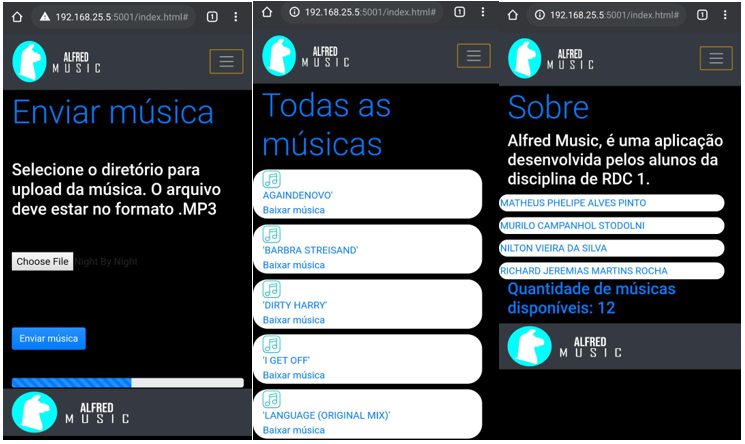 192.168.25.5:5001/index.html#
1
ALFRED
MUSIC
Enviar música
Selecione o diretório para
upload da música. O arquivo
deve estar no formato .MP3
Choose File Night By Night
Enviar música
ALFRED
MUSIC
192.168.25.5:5001/index.html#
1
ALFRED
MUSIC
Todas as
músicas
AGAINDENOVO'
Baixar música
'BARBRA STREISAND'
Baixar música
'DIRTY HARRY'
Baixar música
'I GET OFF'
Baixar música
'LANGUAGE (ORIGINAL MIX)'
Baixar música
192.168.25.5:5001/index.html#
1
ALFRED
MUSIC
Sobre
Alfred Music, é uma aplicação
desenvolvida pelos alunos da
disciplina de RDC 1.
MATHEUS PHELIPE ALVES PINTO
MURILO CAMPANHOL STODOLNI
NILTON VIEIRA DA SILVA
RICHARD JEREMIAS MARTINS ROCHA
Quantidade de músicas
disponíveis: 12
ALFRED
MUSIC